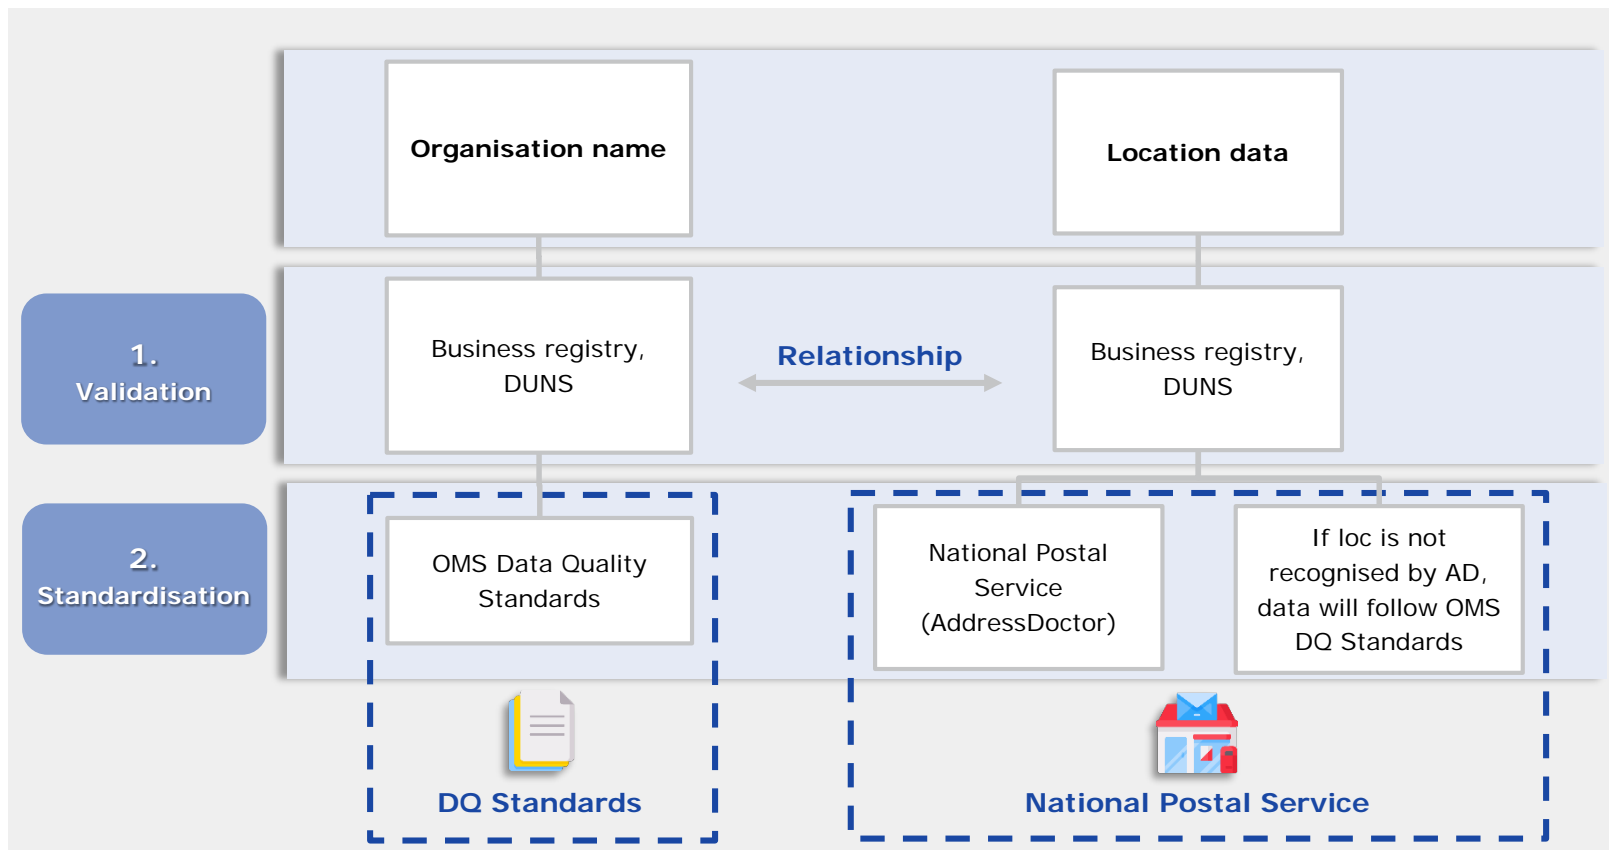 Organisation name
Location data
1.
Validation
Business registry,
DUNS
Relationship
Business registry,
DUNS
2.
Standardisation
OMS Data Quality
Standards
National Postal
Service
(AddressDoctor)
If loc is not
recognised by AD,
data will follow OMS
DQ Standards
DQ Standards
National Postal Service